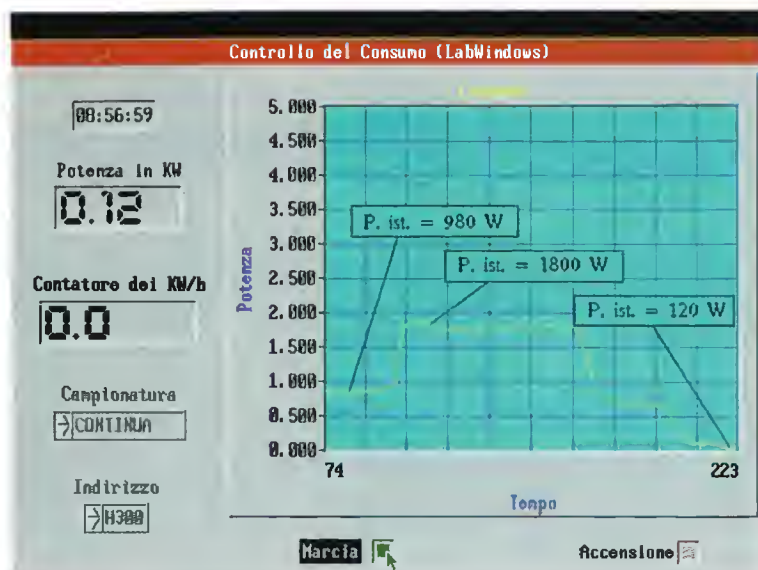 Controllo del Consumo (LabWindows)
08:56:59
Potenza in KW
0.12
Contatore dei KW/h
0.0
Campionatura
CONTINUA
Indirizzo
H300
5.000
4.500
4.000
3.500
3.000
2.500
2.000
1.500
1.000
0.500
0.000
Potenza
P. ist. = 980 W
P. ist. = 1800 W
P. ist. = 120 W
74
223
Tempo
Marcia
Accensione